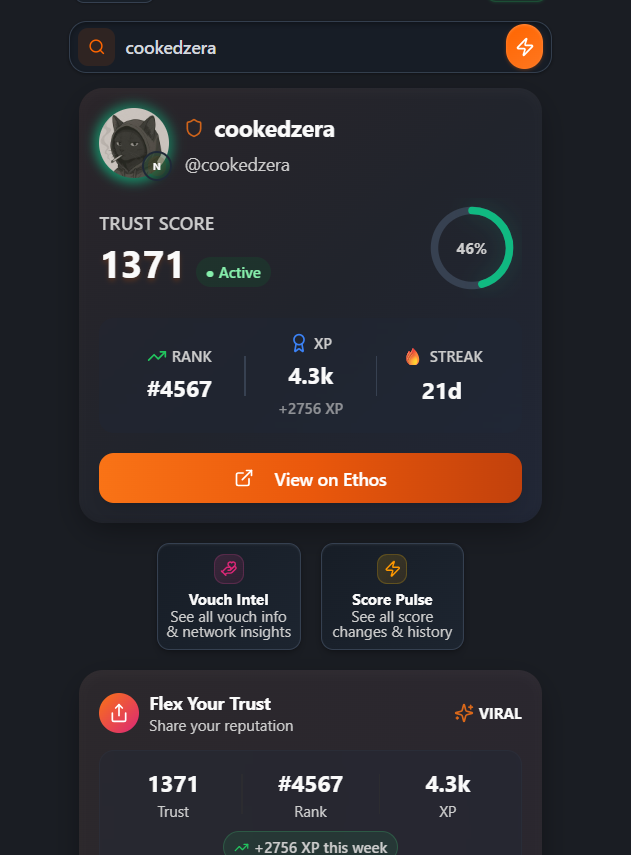 cookedzera
cookedzera
N
@cookedzera
TRUST SCORE
1371
Active
46%
RANK
#4567
XP
4.3k
+2756 XP
STREAK
21d
View on Ethos
Vouch Intel
See all vouch info
& network insights
Score Pulse
See all score
changes & history
Flex Your Trust
Share your reputation
VIRAL
1371
Trust
#4567
Rank
4.3k
XP
+2756 XP this week